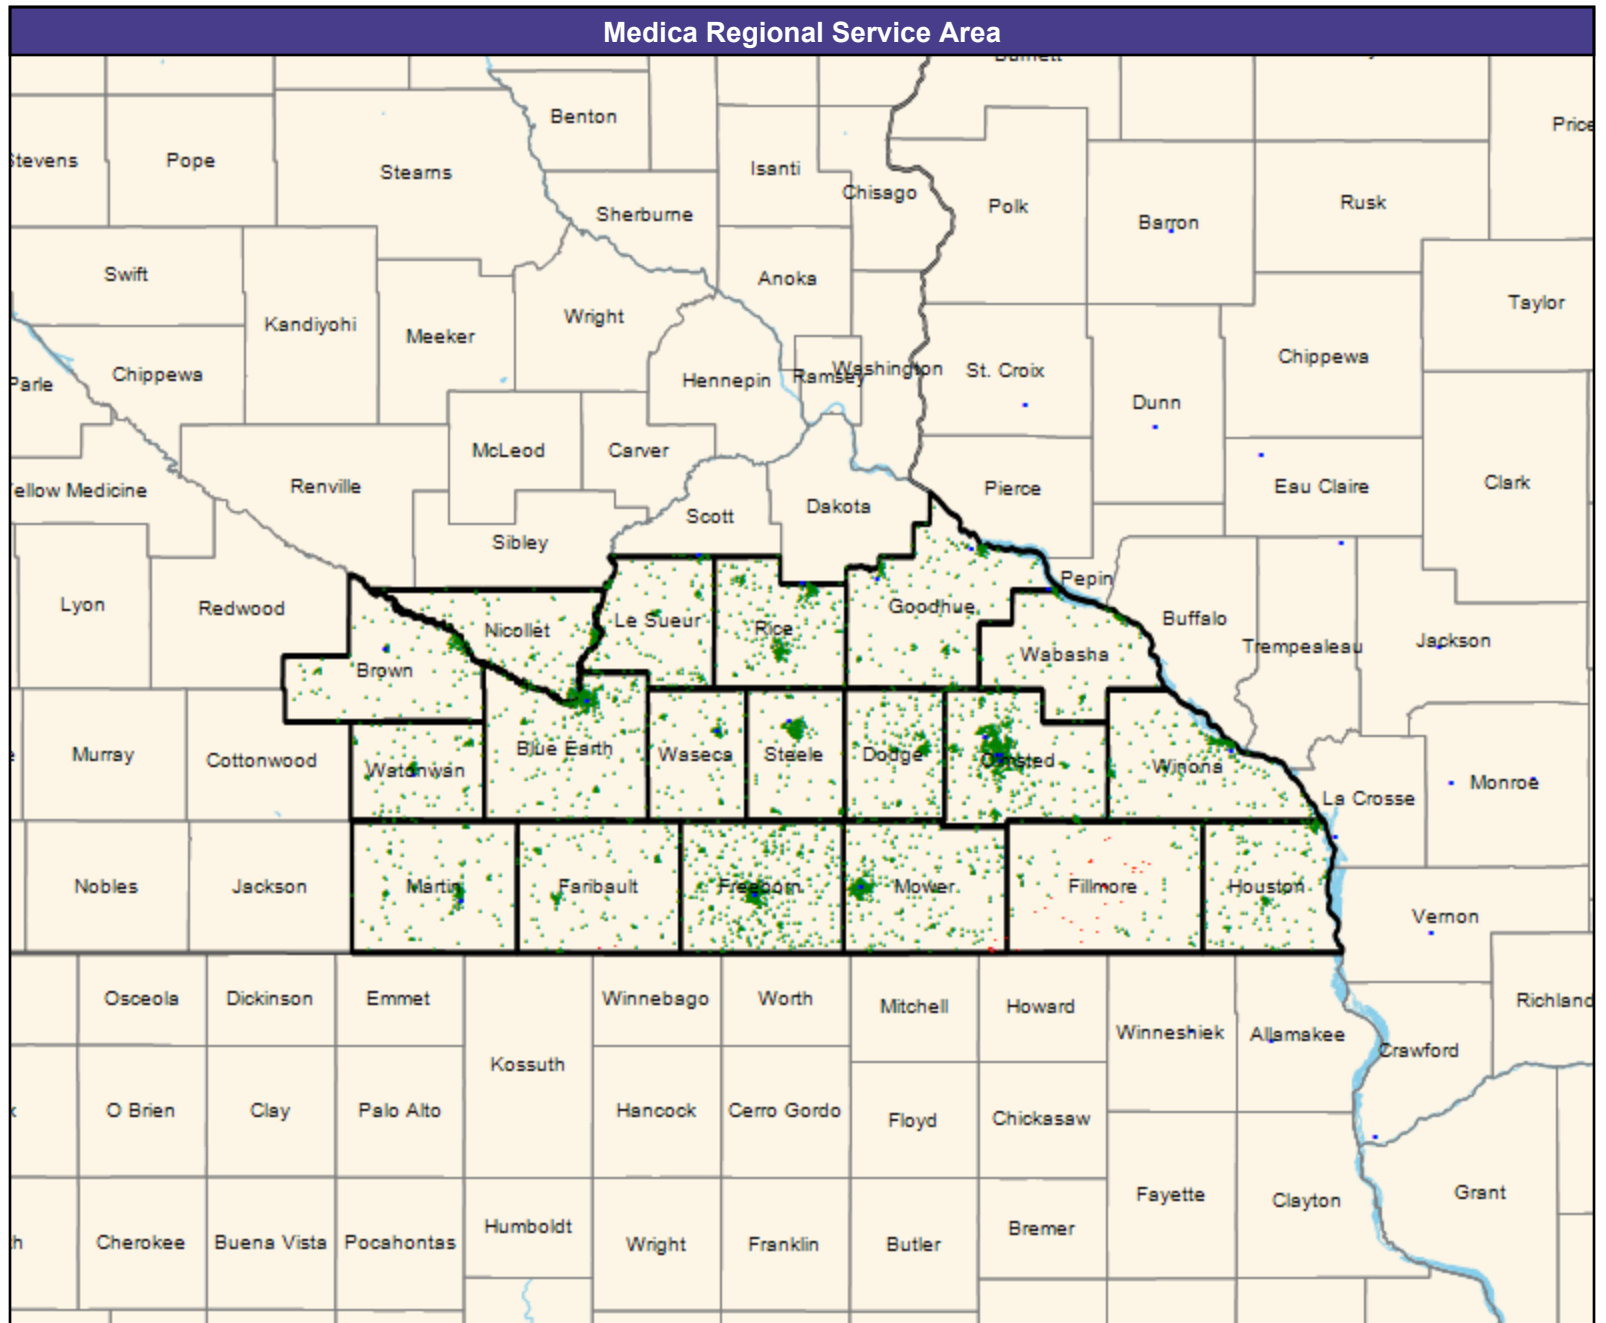 Medica Regional Service Area
Benton
Price
Stevens
Pope
Stearns
Isanti
Chisago
Polk
Rusk
Barron
Sherburne
Swift
Anoka
Taylor
Kandiyohi
Wright
Meeker
Chippewa
Chippewa
Parle
Hennepin
Ramsey
Washington
St. Croix
Dunn
McLeod
Carver
Yellow Medicine
Renville
Dakota
Pierce
Eau Claire
Clark
Scott
Sibley
Pepin
Lyon
Redwood
Nicollet
Le Sueur
Rice
Goodhue
Buffalo
Trempealeau
Jackson
Brown
Wabasha
Murray
Cottonwood
Watonwan
Blue Earth
Waseca
Steele
Dodge
Olmsted
Winona
La Crosse
Monroe
Nobles
Jackson
Martin
Faribault
Freeborn
Mower
Fillmore
Houston
Vernon
Osceola
Dickinson
Emmet
Winnebago
Worth
Mitchell
Howard
Richland
Winneshiek
Allamakee
Crawford
Kossuth
O Brien
Clay
Palo Alto
Hancock
Cerro Gordo
Floyd
Chickasaw
Fayette
Clayton
Grant
Cherokee
Buena Vista
Pocahontas
Humboldt
Wright
Franklin
Butler
Bremer